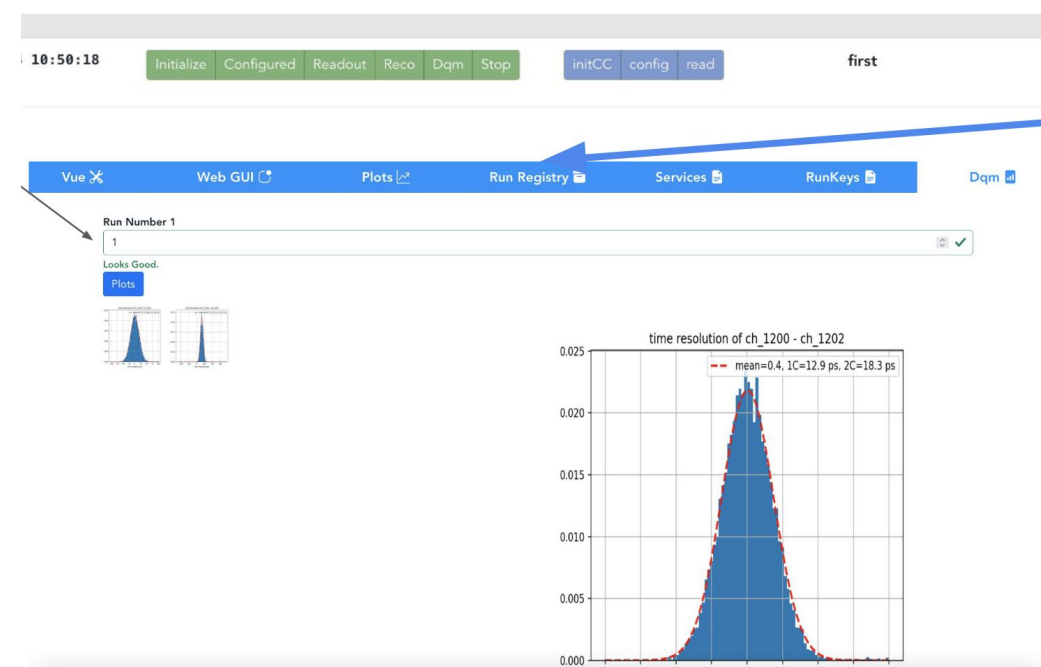 10:50:18
Initialize Configured Readout Reco Dqm Stop
initCC config read
first
Vue Web GUI Plots Run Registry Services RunKeys Dqm
Run Number 1
1
Looks Good.
Plots
time resolution of ch_1200 - ch_1202
mean=0.4, 1C=12.9 ps, 2C=18.3 ps
0.025
0.020
0.015
0.010
0.005
0.000